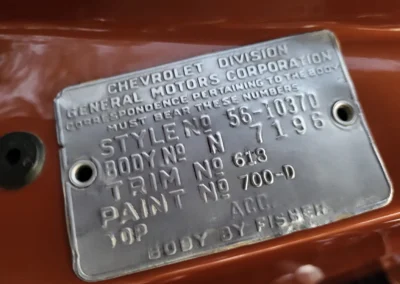 CHEVROLET DIVISION
GENERAL MOTORS CORPORATION
CORRESPONDENCE PERTAINING TO THE BODY
MUST BEAR THESE NUMBERS
STYLE No 56-1037D
BODY No N 7196
TRIM No 613
PAINT No 700-D
TOP ACC.
BODY BY FISHER